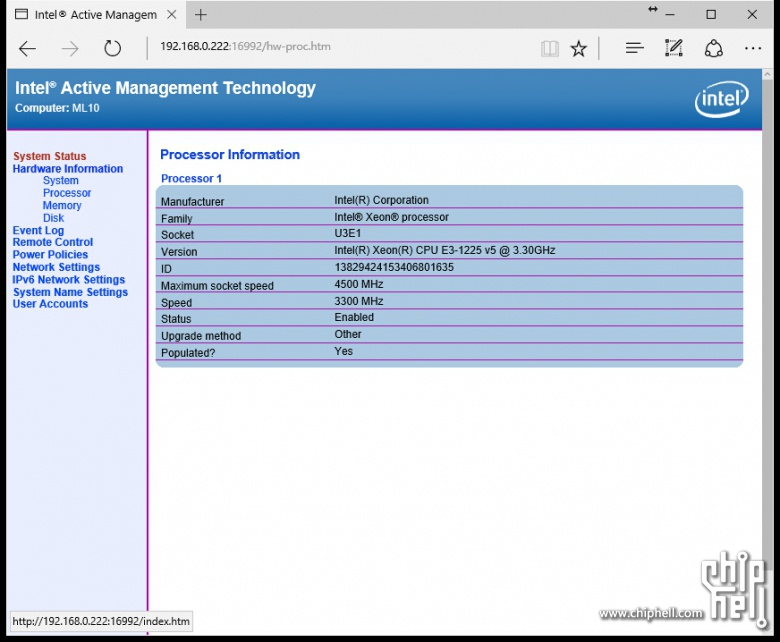 Intel® Active Managem
192.168.0.222:16992/hw-proc.htm
Intel® Active Management Technology
Computer: ML10
intel
System Status
Hardware Information
System
Processor
Memory
Disk
Event Log
Remote Control
Power Policies
Network Settings
IPv6 Network Settings
System Name Settings
User Accounts
Processor Information
Processor 1
Manufacturer Intel(R) Corporation
Family Intel® Xeon® processor
Socket U3E1
Version Intel(R) Xeon(R) CPU E3-1225 v5 @ 3.30GHz
ID 13829424153406801635
Maximum socket speed 4500 MHz
Speed 3300 MHz
Status Enabled
Upgrade method Other
Populated? Yes
http://192.168.0.222:16992/index.htm
www.chiphell.com
chip
hell